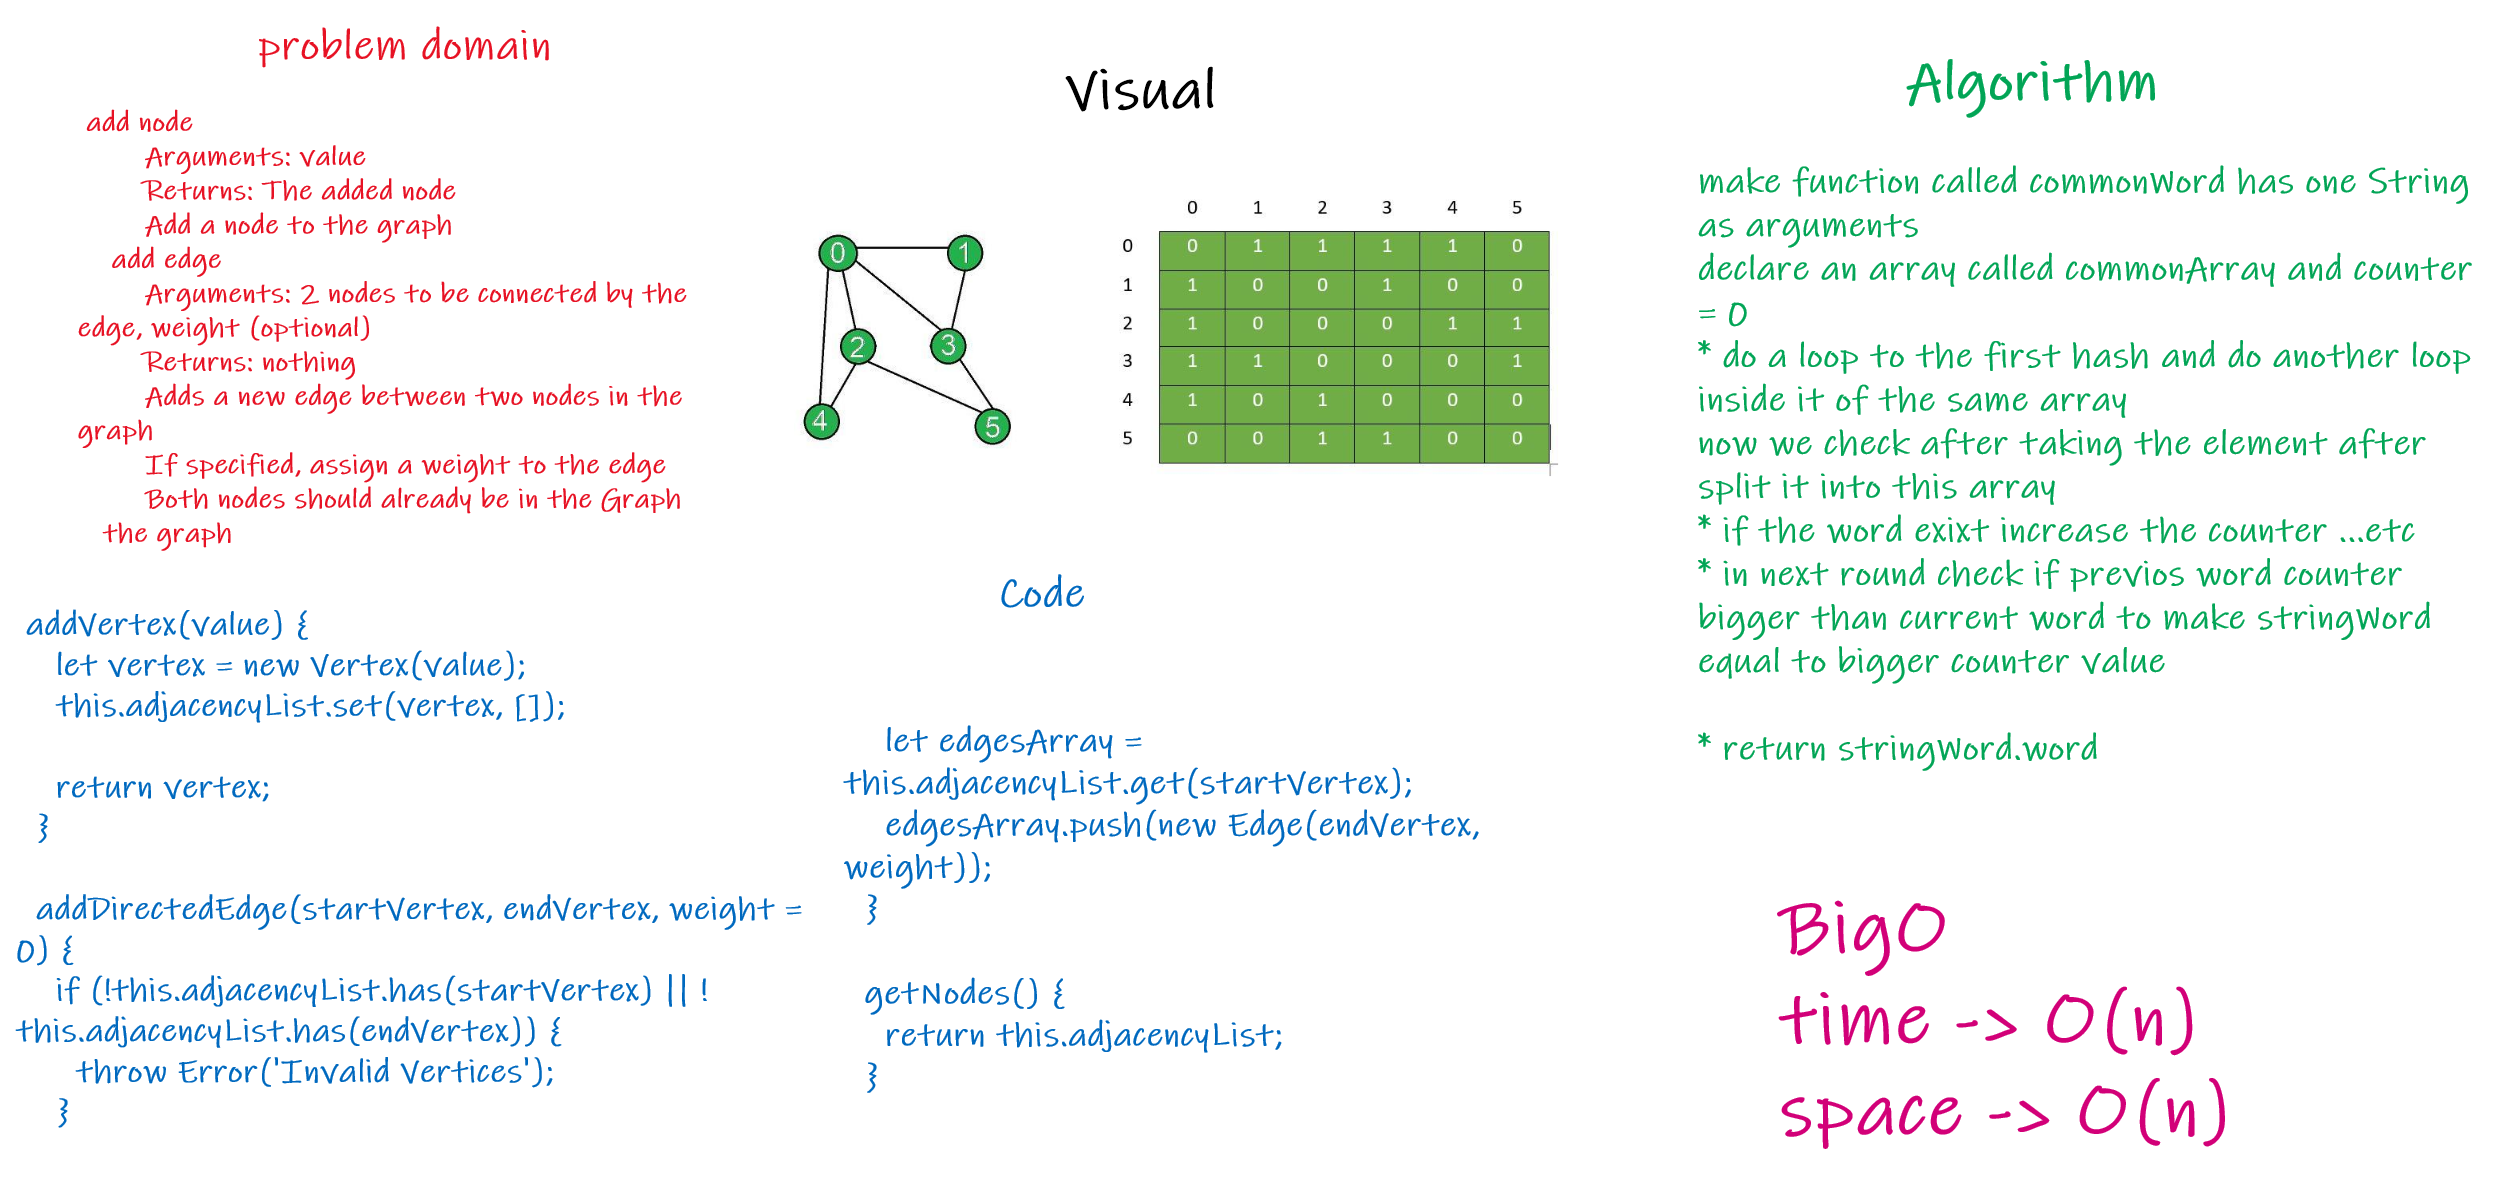 problem domain
add node
Arguments: value
Returns: The added node
Add a node to the graph
add edge
Arguments: 2 nodes to be connected by the
edge, weight (optional)
Returns: nothing
Adds a new edge between two nodes in the
graph
If specified, assign a weight to the edge
Both nodes should already be in the Graph
the graph
addVertex(value) {
let vertex = new Vertex(value);
this.adjacencyList.set(vertex, []);
return vertex;
}
addDirectedEdge(startVertex, endVertex, weight =
0) {
if (!this.adjacencyList.has(startVertex) || !
this.adjacencyList.has(endVertex)) {
throw Error('Invalid Vertices');
}
Visual
0 1
2 3
4 5
0 1 2 3 4 5
0 0 1 1 1 1 0
1 1 0 0 1 0 0
2 1 0 0 0 1 1
3 1 1 0 0 0 1
4 1 0 1 0 0 0
5 0 0 1 1 0 0
Code
let edgesArray =
this.adjacencyList.get(startVertex);
edgesArray.push(new Edge(endVertex,
weight));
}
getNodes() {
return this.adjacencyList;
}
Algorithm
make function called commonWord has one String
as arguments
declare an array called commonArray and counter
= 0
* do a loop to the first hash and do another loop
inside it of the same array
now we check after taking the element after
split it into this array
* if the word exixt increase the counter ...etc
* in next round check if previos word counter
bigger than current word to make stringWord
equal to bigger counter value
* return stringWord.word
BigO
time -> O(n)
space -> O(n)